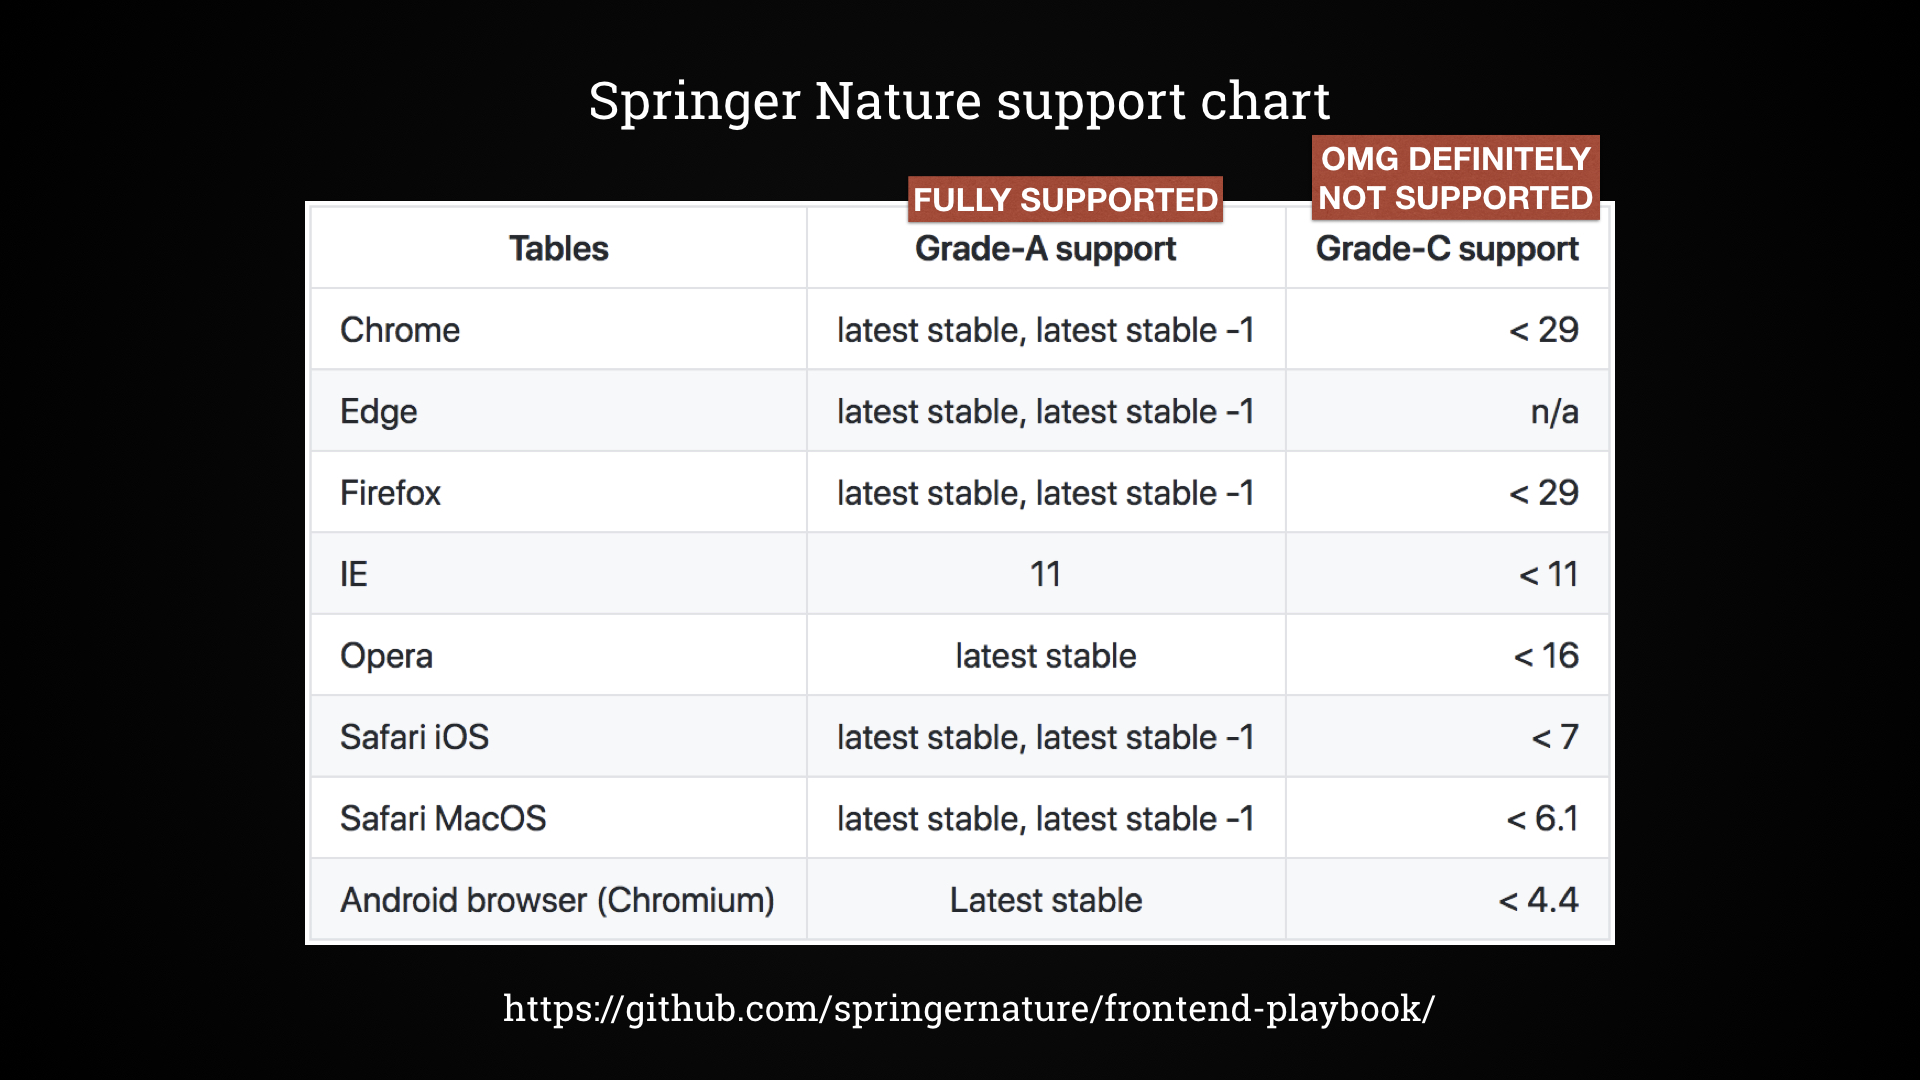 Springer Nature support chart
FULLY SUPPORTED
OMG DEFINITELY
NOT SUPPORTED
Tables Grade-A support Grade-C support
Chrome latest stable, latest stable -1 < 29
Edge latest stable, latest stable -1 n/a
Firefox latest stable, latest stable -1 < 29
IE 11 < 11
Opera latest stable < 16
Safari iOS latest stable, latest stable -1 < 7
Safari MacOS latest stable, latest stable -1 < 6.1
Android browser (Chromium) Latest stable < 4.4
https://github.com/springernature/frontend-playbook/